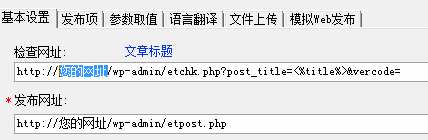 基本设置 发布项 参数取值 语言翻译 文件上传 模拟Web发布
检查网址: 文章标题
http://您的网址/wp-admin/etchk.php?post_title=<%title%>&vercode=
*发布网址:
http://您的网址/wp-admin/etpost.php